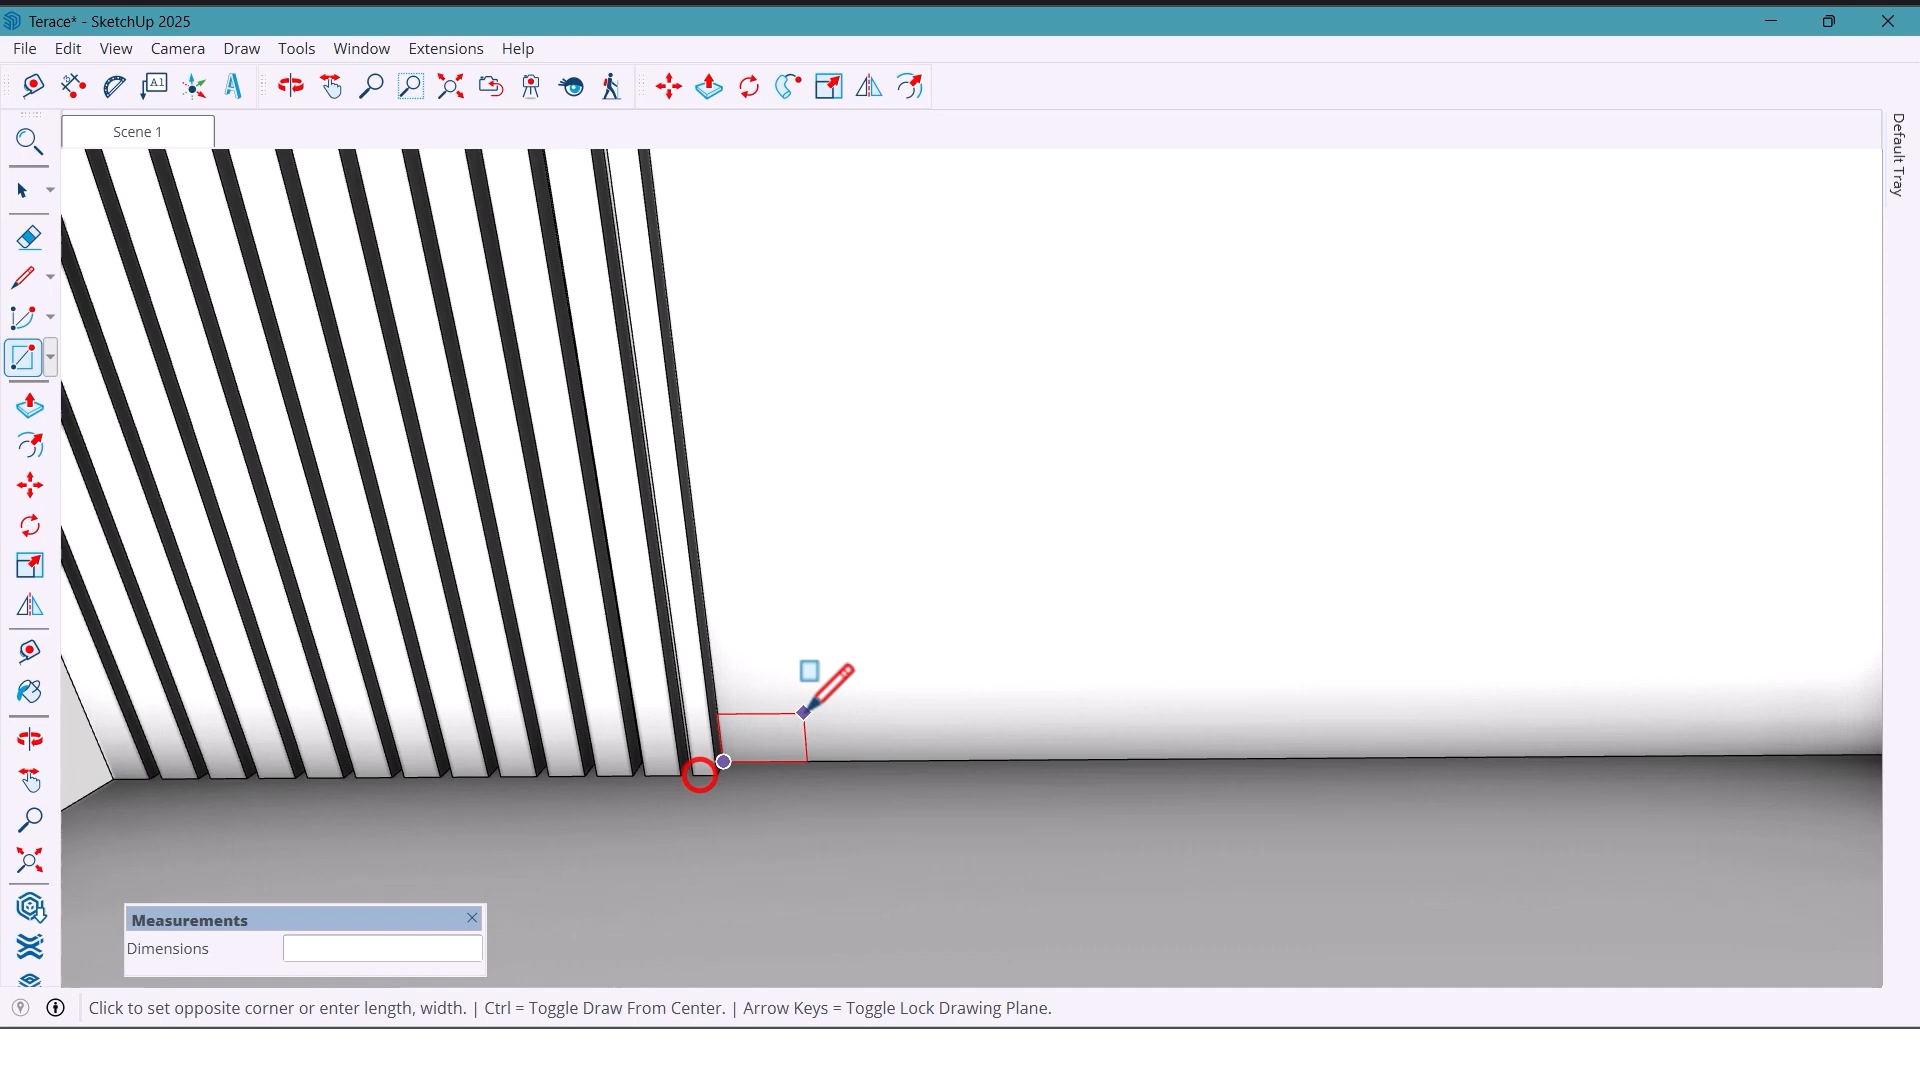 Terace* - SketchUp 2025
File Edit View Camera Draw Tools Window Extensions Help
A1
Scene 1
Default Tray
Measurements
Dimensions
Click to set opposite corner or enter length, width. | Ctrl = Toggle Draw From Center. | Arrow Keys = Toggle Lock Drawing Plane.